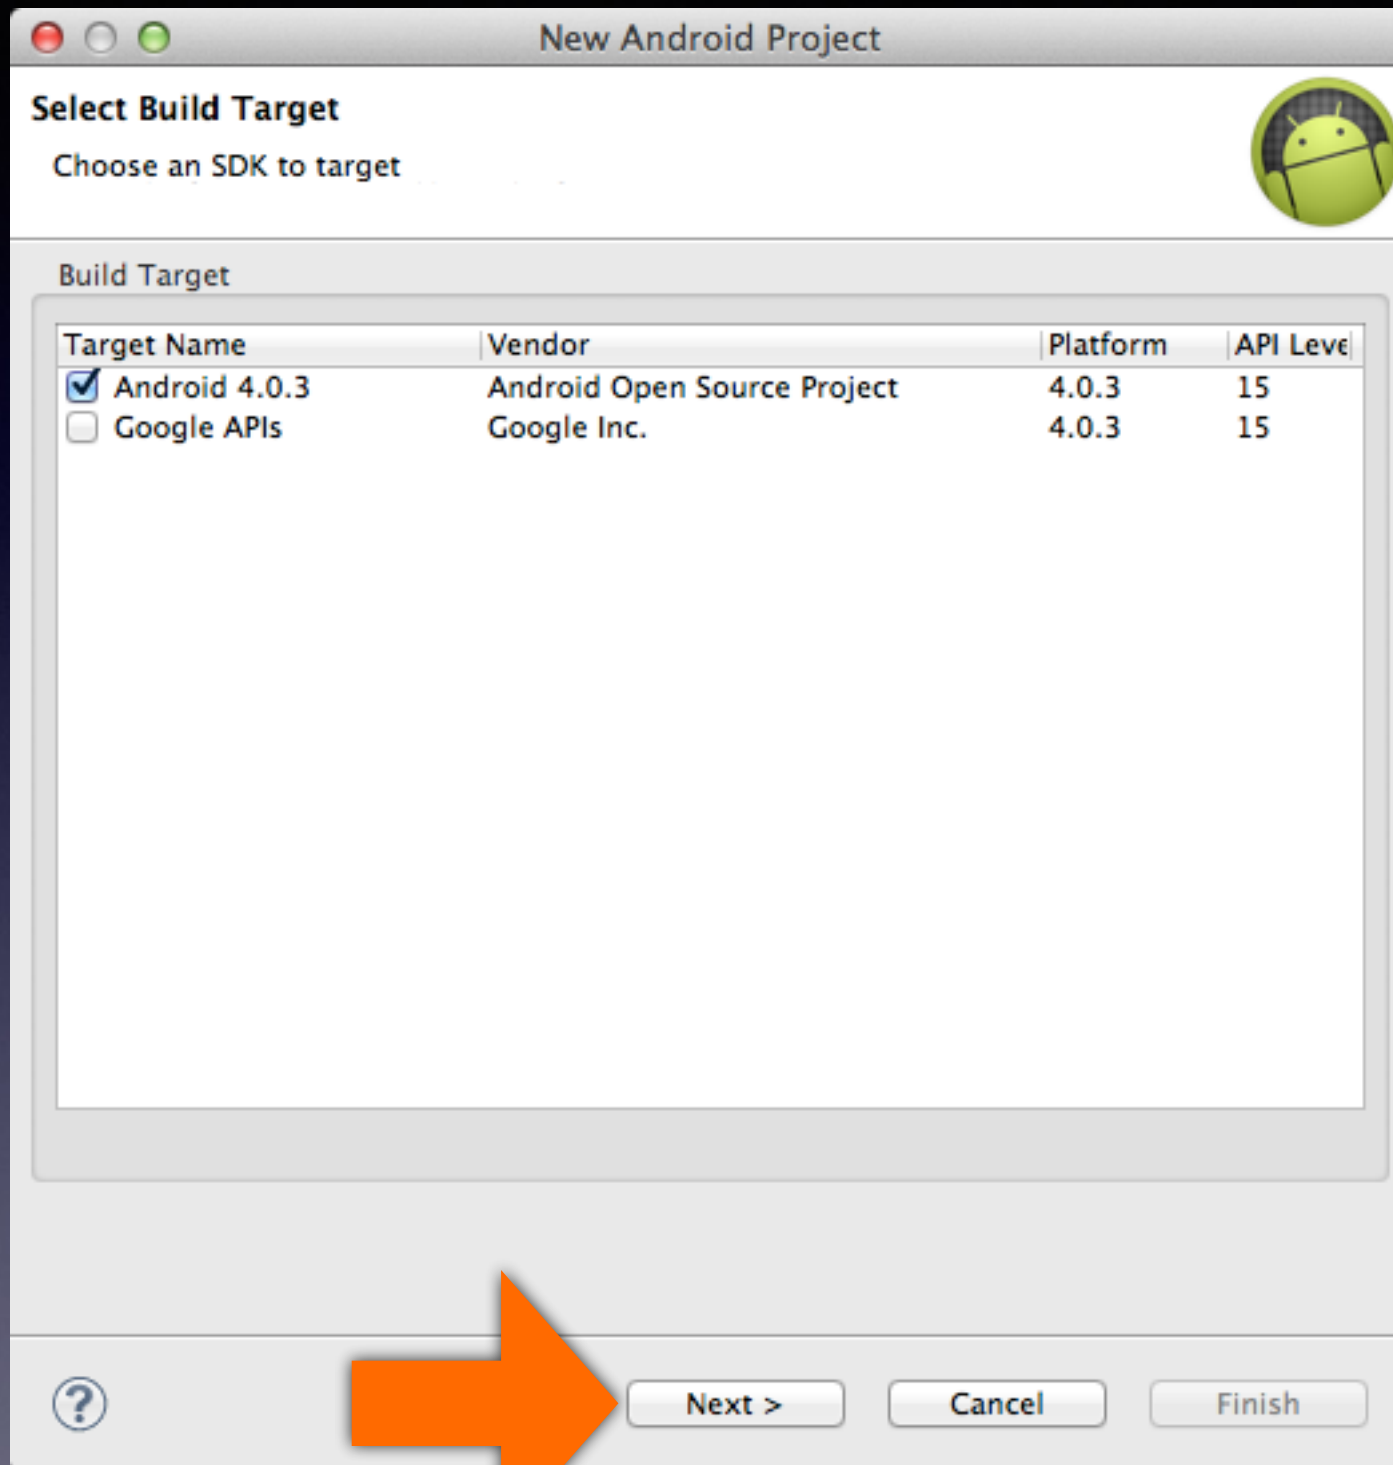 New Android Project
Select Build Target
Choose an SDK to target
Build Target
Target Name Vendor Platform API Leve
Android 4.0.3 Android Open Source Project 4.0.3 15
Google APIs Google Inc. 4.0.3 15
? Next > Cancel Finish